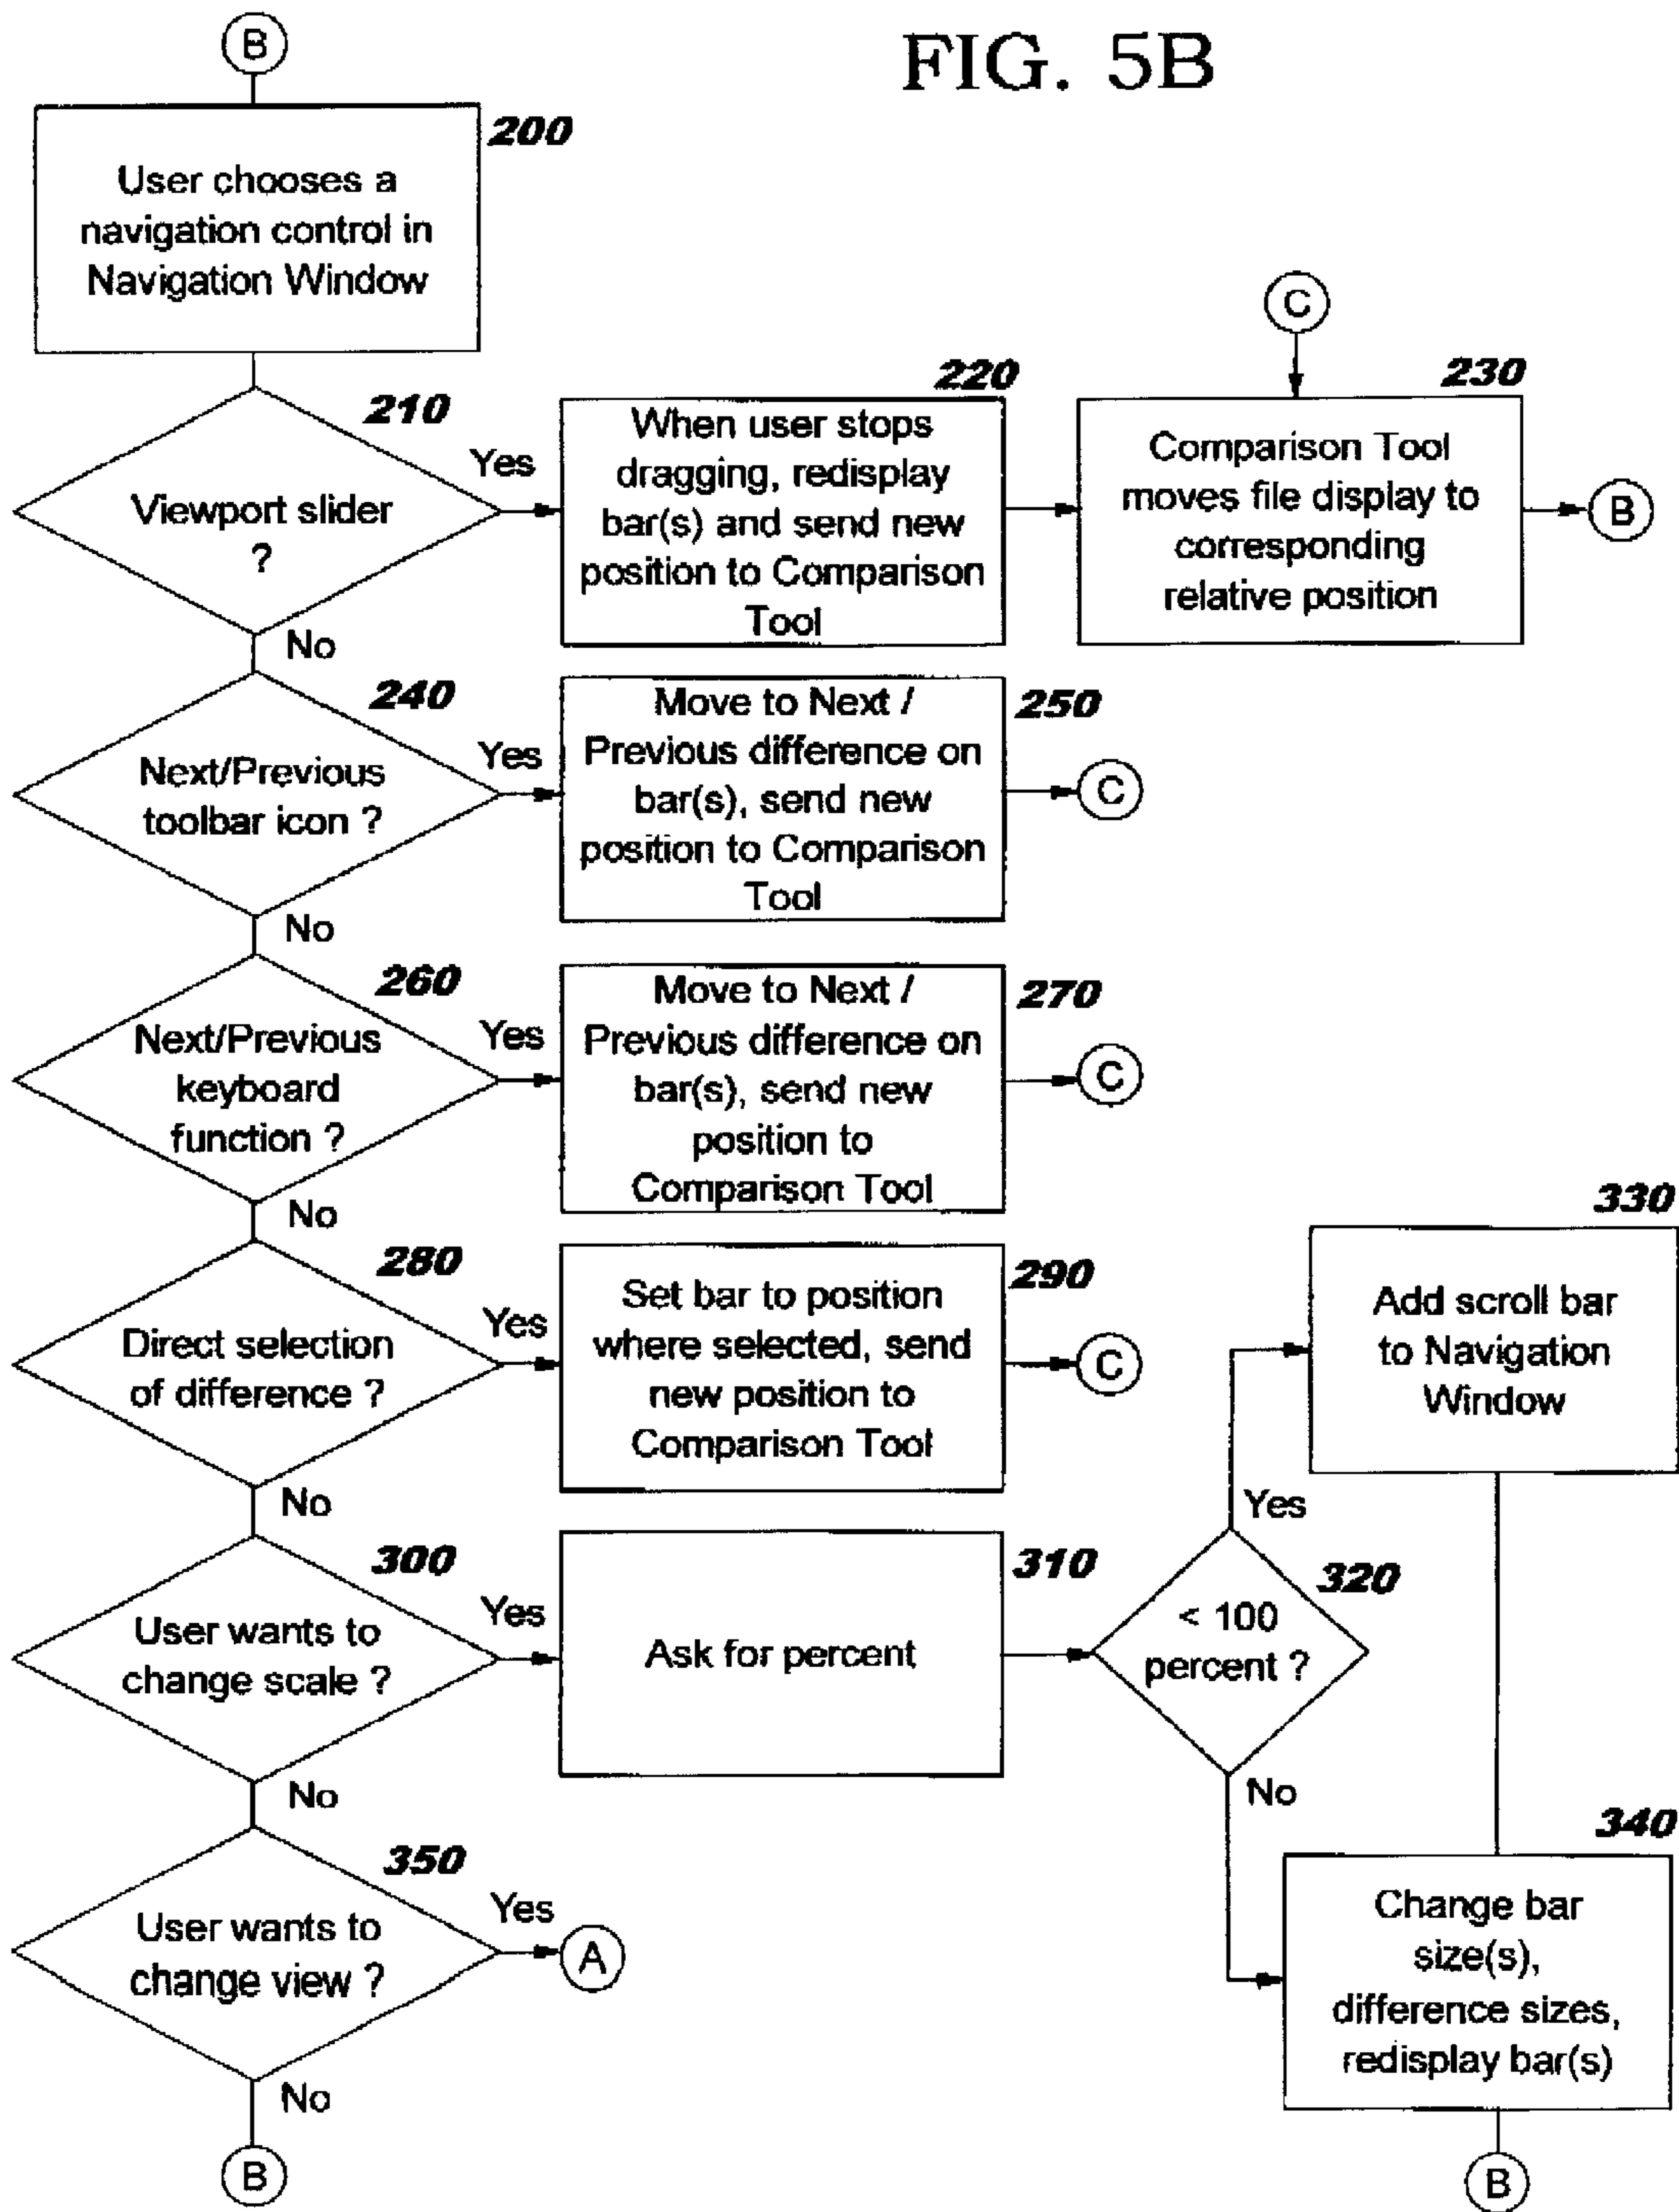 FIG. 5B
B
200
User chooses a
navigation control in
Navigation Window
210
Viewport slider
?
Yes
No
220
When user stops
dragging, redisplay
bar(s) and send new
position to Comparison
Tool
C
230
Comparison Tool
moves file display to
corresponding
relative position
B
240
Next/Previous
toolbar icon ?
Yes
No
250
Move to Next /
Previous difference on
bar(s), send new
position to Comparison
Tool
C
260
Next/Previous
keyboard
function ?
Yes
No
270
Move to Next /
Previous difference on
bar(s), send new
position to
Comparison Tool
C
280
Direct selection
of difference ?
Yes
No
290
Set bar to position
where selected, send
new position to
Comparison Tool
C
300
User wants to
change scale ?
Yes
No
310
Ask for percent
320
< 100
percent ?
Yes
No
330
Add scroll bar
to Navigation
Window
340
Change bar
size(s),
difference sizes,
redisplay bar(s)
B
350
User wants to
change view ?
Yes
A
No
B